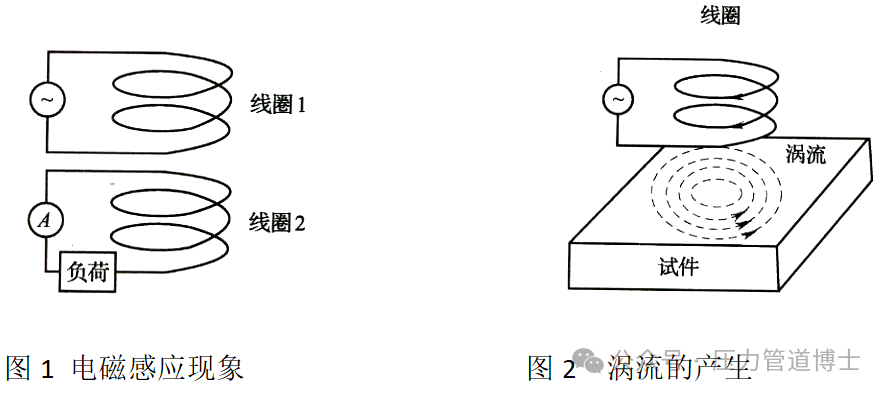 线圈
~
线圈1
~
涡流
A
线圈2
负荷
试件
图 1 电磁感应现象
图 2 涡流的产生
公众号 · 压力管道博士